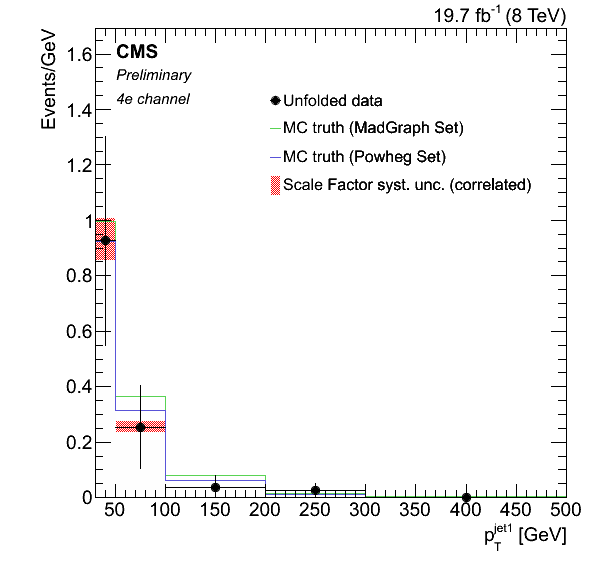 19.7 fb⁻¹ (8 TeV)
Events/GeV
CMS
Preliminary
4e channel
Unfolded data
MC truth (MadGraph Set)
MC truth (Powheg Set)
Scale Factor syst. unc. (correlated)
1.6
1.4
1.2
1
0.8
0.6
0.4
0.2
0
50 100 150 200 250 300 350 400 450 500
p_T^jet1 [GeV]